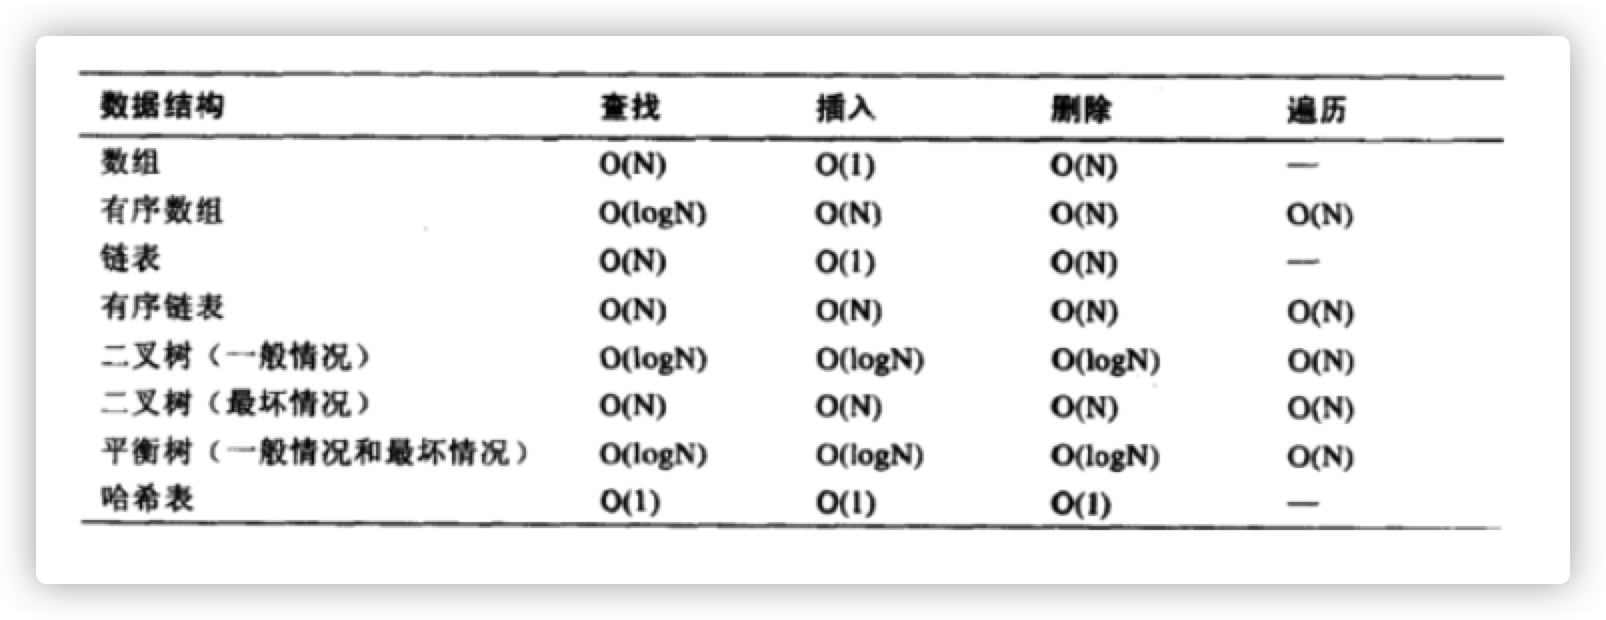 数据结构 查找 插入 删除 遍历
数组 O(N) O(1) O(N) —
有序数组 O(logN) O(N) O(N) O(N)
链表 O(N) O(1) O(N) —
有序链表 O(N) O(N) O(N) O(N)
二叉树（一般情况） O(logN) O(logN) O(logN) O(N)
二叉树（最坏情况） O(N) O(N) O(N) O(N)
平衡树（一般情况和最坏情况） O(logN) O(logN) O(logN) O(N)
哈希表 O(1) O(1) O(1) —